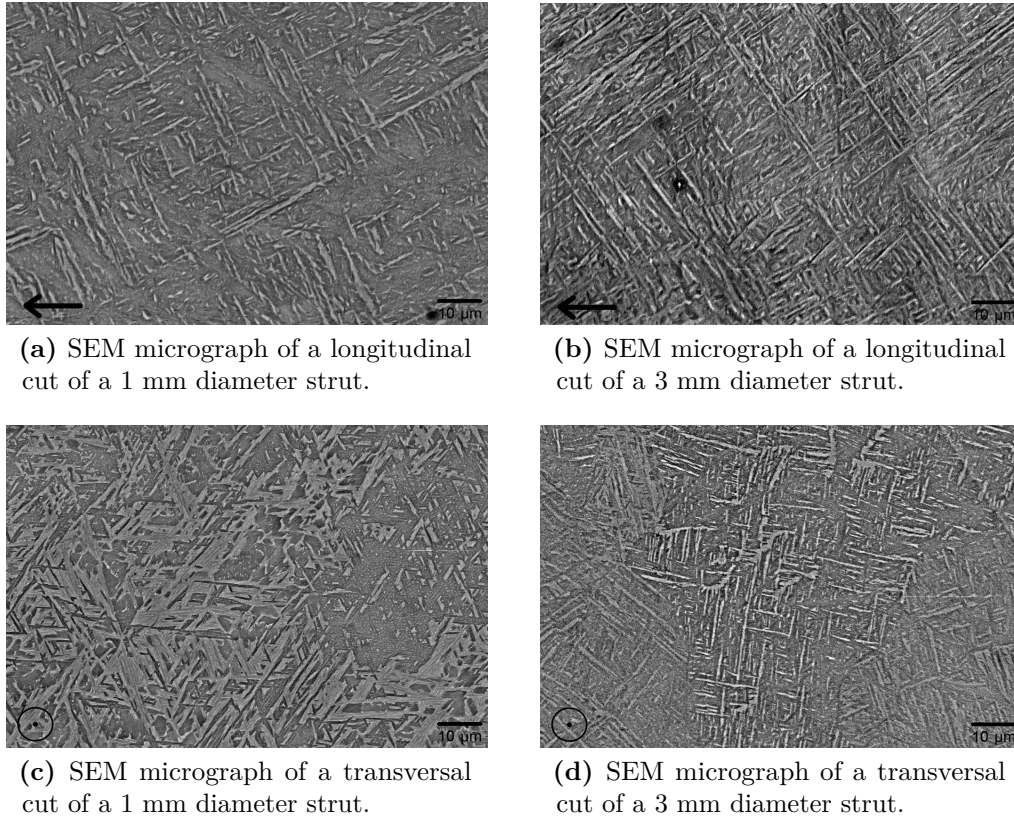 10 µm
10 µm
(a) SEM micrograph of a longitudinal
cut of a 1 mm diameter strut.
(b) SEM micrograph of a longitudinal
cut of a 3 mm diameter strut.
10 µm
10 µm
(c) SEM micrograph of a transversal
cut of a 1 mm diameter strut.
(d) SEM micrograph of a transversal
cut of a 3 mm diameter strut.